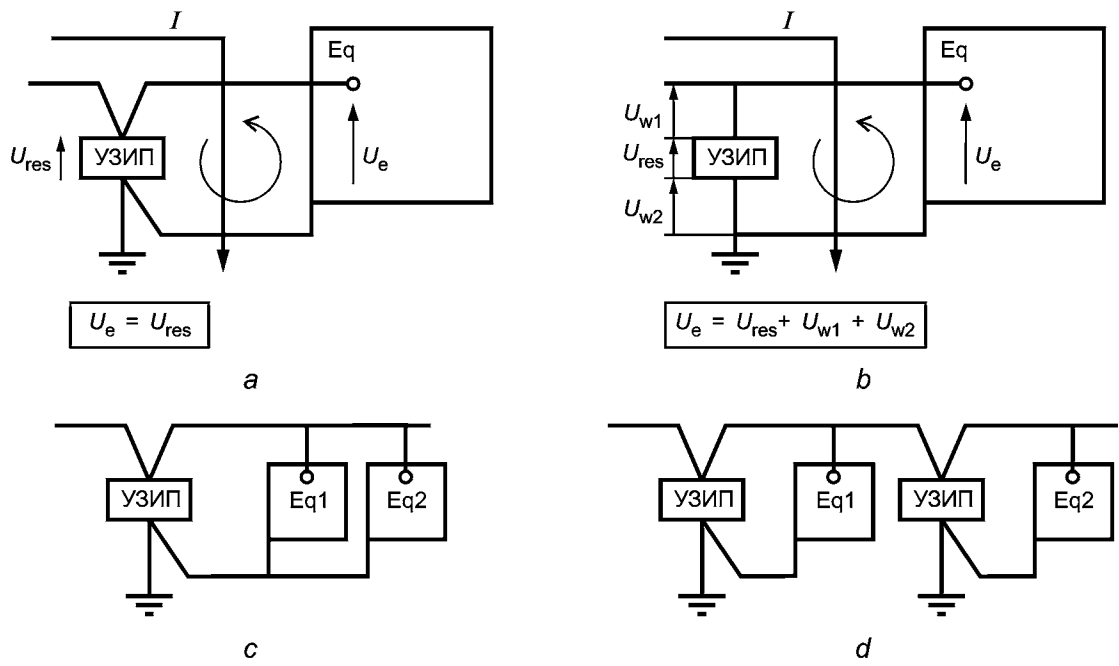 I
Eq
U_res
УЗИП
U_e
U_e = U_res
a
I
Eq
U_w1
U_res
УЗИП
U_e
U_w2
U_e = U_res + U_w1 + U_w2
b
УЗИП
Eq1
Eq2
c
УЗИП
Eq1
УЗИП
Eq2
d